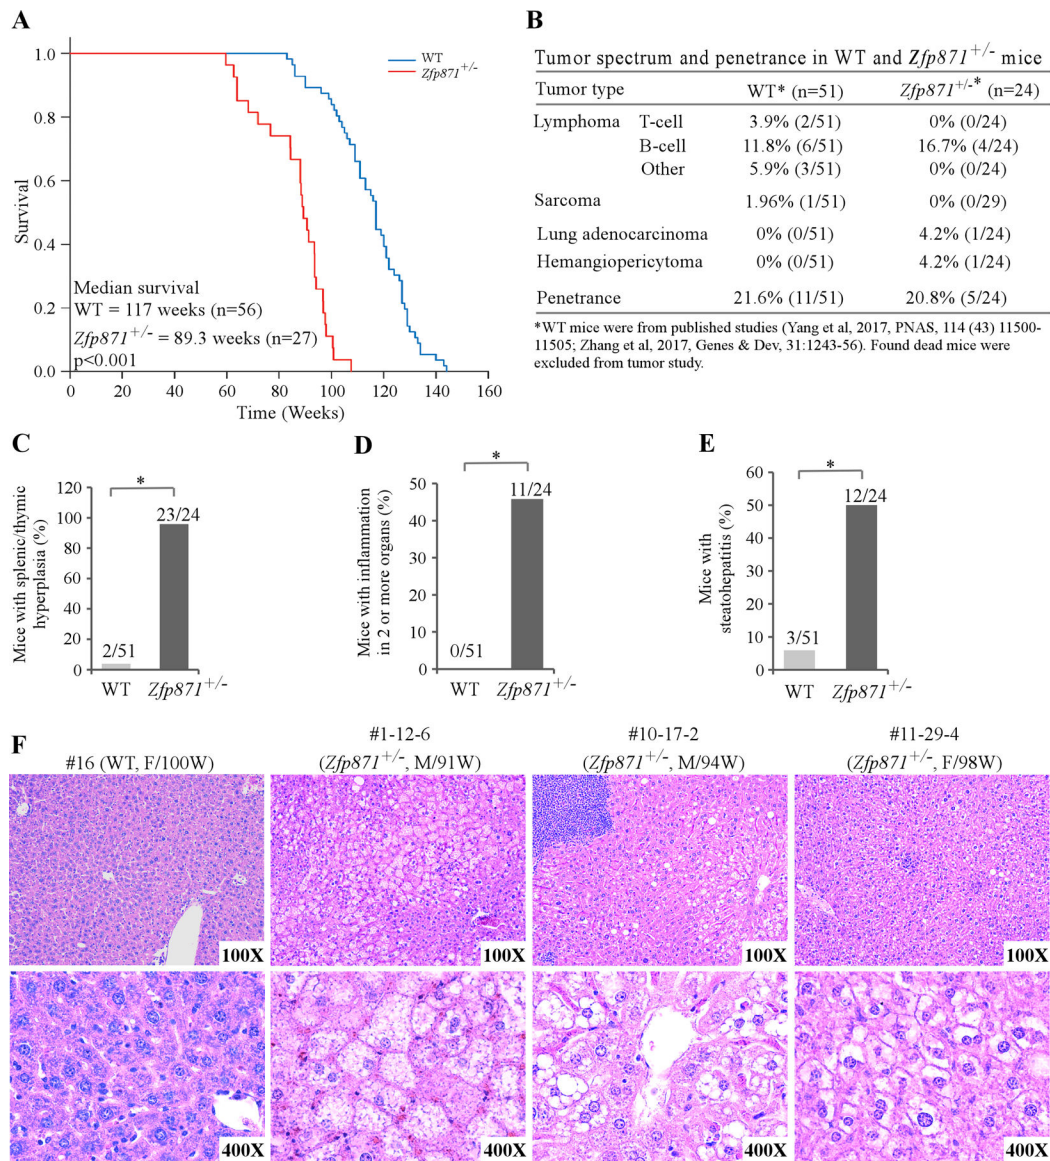 A
1.0
0.8
0.6
0.4
0.2
0.0
Survival
0
20
40
60
80
100
120
140
160
Time (Weeks)
WT
Zfp871+/-
Median survival
WT = 117 weeks (n=56)
Zfp871+/- = 89.3 weeks (n=27)
p<0.001
B
Tumor spectrum and penetrance in WT and Zfp871+/- mice
Tumor type WT* (n=51) Zfp871+/-* (n=24)
Lymphoma T-cell 3.9% (2/51) 0% (0/24)
B-cell 11.8% (6/51) 16.7% (4/24)
Other 5.9% (3/51) 0% (0/24)
Sarcoma 1.96% (1/51) 0% (0/29)
Lung adenocarcinoma 0% (0/51) 4.2% (1/24)
Hemangiopericytoma 0% (0/51) 4.2% (1/24)
Penetrance 21.6% (11/51) 20.8% (5/24)
*WT mice were from published studies (Yang et al, 2017, PNAS, 114 (43) 11500-
11505; Zhang et al, 2017, Genes & Dev, 31:1243-56). Found dead mice were
excluded from tumor study.
C
Mice with splenic/thymic
hyperplasia (%)
120
100
80
60
40
20
0
*
2/51
23/24
WT
Zfp871+/-
D
Mice with inflammation
in 2 or more organs (%)
50
40
30
20
10
0
*
0/51
11/24
WT
Zfp871+/-
E
Mice with
steatohepatitis (%)
60
50
40
30
20
10
0
*
3/51
12/24
WT
Zfp871+/-
F
#16 (WT, F/100W)
#1-12-6
(Zfp871+/-, M/91W)
#10-17-2
(Zfp871+/-, M/94W)
#11-29-4
(Zfp871+/-, F/98W)
100X
100X
100X
100X
400X
400X
400X
400X